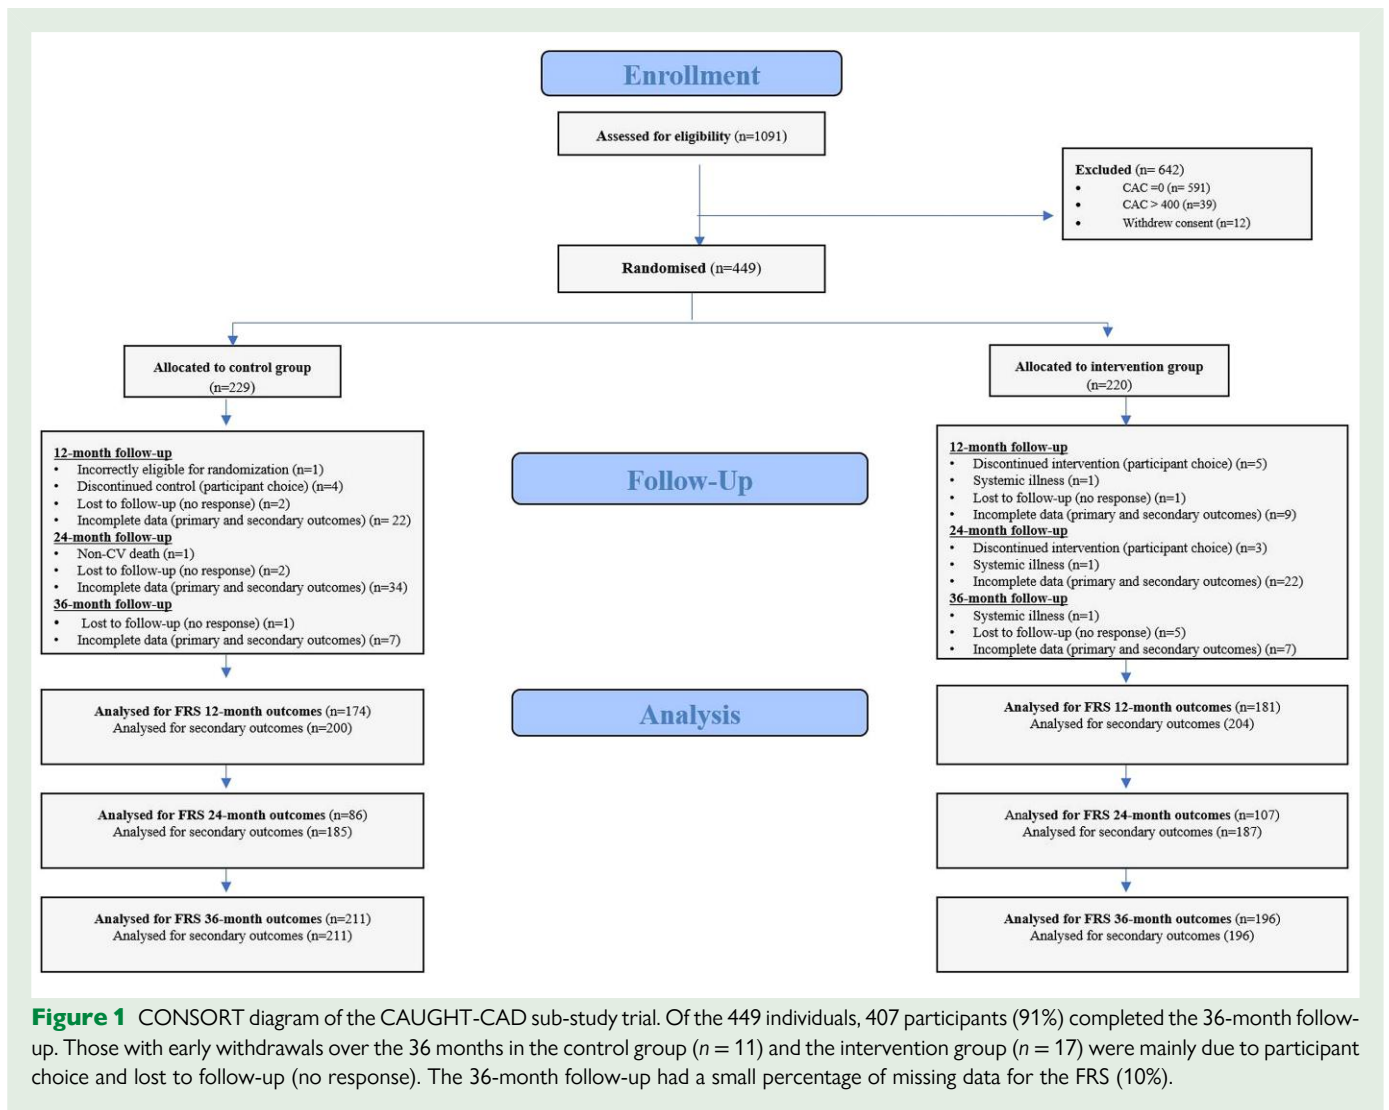 Enrollment
Assessed for eligibility (n=1091)
Excluded (n= 642)
• CAC =0 (n= 591)
• CAC > 400 (n=39)
• Withdrew consent (n=12)
Randomised (n=449)
Allocated to control group
(n=229)
Allocated to intervention group
(n=220)
12-month follow-up
• Incorrectly eligible for randomization (n=1)
• Discontinued control (participant choice) (n=4)
• Lost to follow-up (no response) (n=2)
• Incomplete data (primary and secondary outcomes) (n= 22)
24-month follow-up
• Non-CV death (n=1)
• Lost to follow-up (no response) (n=2)
• Incomplete data (primary and secondary outcomes) (n=34)
36-month follow-up
• Lost to follow-up (no response) (n=1)
• Incomplete data (primary and secondary outcomes) (n=7)
Follow-Up
12-month follow-up
• Discontinued intervention (participant choice) (n=5)
• Systemic illness (n=1)
• Lost to follow-up (no response) (n=1)
• Incomplete data (primary and secondary outcomes) (n=9)
24-month follow-up
• Discontinued intervention (participant choice) (n=3)
• Systemic illness (n=1)
• Incomplete data (primary and secondary outcomes) (n=22)
36-month follow-up
• Systemic illness (n=1)
• Lost to follow-up (no response) (n=5)
• Incomplete data (primary and secondary outcomes) (n=7)
Analysed for FRS 12-month outcomes (n=174)
Analysed for secondary outcomes (n=200)
Analysis
Analysed for FRS 12-month outcomes (n=181)
Analysed for secondary outcomes (204)
Analysed for FRS 24-month outcomes (n=86)
Analysed for secondary outcomes (n=185)
Analysed for FRS 24-month outcomes (n=107)
Analysed for secondary outcomes (n=187)
Analysed for FRS 36-month outcomes (n=211)
Analysed for secondary outcomes (n=211)
Analysed for FRS 36-month outcomes (n=196)
Analysed for secondary outcomes (196)
Figure 1 CONSORT diagram of the CAUGHT-CAD sub-study trial. Of the 449 individuals, 407 participants (91%) completed the 36-month follow-
up. Those with early withdrawals over the 36 months in the control group (n = 11) and the intervention group (n = 17) were mainly due to participant
choice and lost to follow-up (no response). The 36-month follow-up had a small percentage of missing data for the FRS (10%).